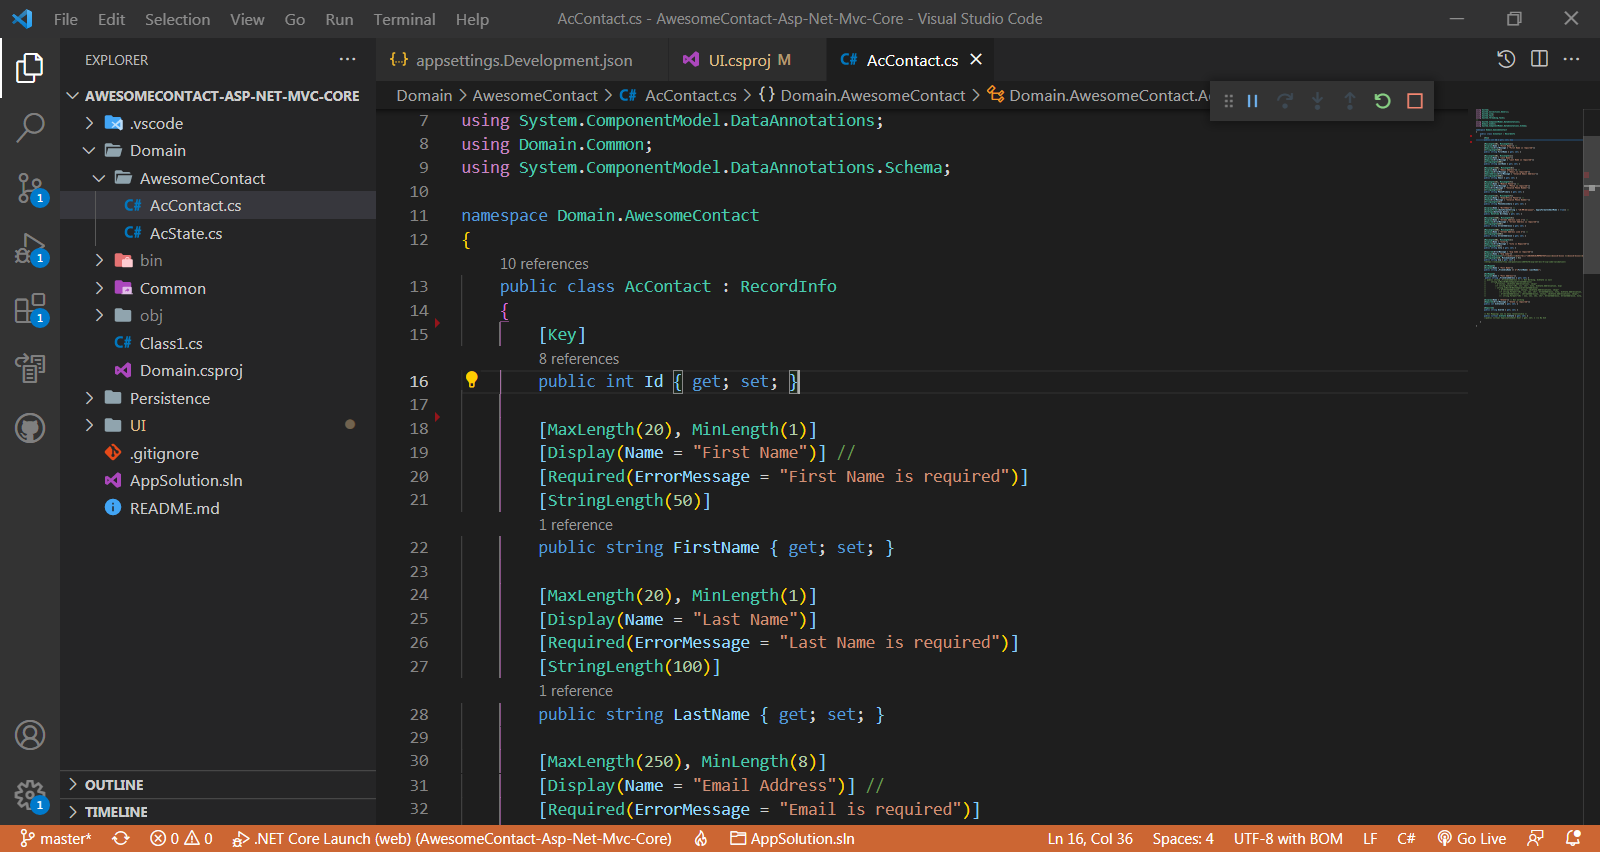 File Edit Selection View Go Run Terminal Help
AcContact.cs - AwesomeContact-Asp-Net-Mvc-Core - Visual Studio Code
EXPLORER
AWESOMECONTACT-ASP-NET-MVC-CORE
.vscode
Domain
AwesomeContact
AcContact.cs
AcState.cs
bin
Common
obj
Class1.cs
Domain.csproj
Persistence
UI
.gitignore
AppSolution.sln
README.md
OUTLINE
TIMELINE
1
1
1
1
appsettings.Development.json
UI.csproj M
AcContact.cs
Domain > AwesomeContact > AcContact.cs > {} Domain.AwesomeContact > Domain.AwesomeContact.Ac
7 using System.ComponentModel.DataAnnotations;
8 using Domain.Common;
9 using System.ComponentModel.DataAnnotations.Schema;
10
11 namespace Domain.AwesomeContact
12 {
10 references
13 public class AcContact : RecordInfo
14 {
15 [Key]
8 references
16 public int Id { get; set; }
17
18 [MaxLength(20), MinLength(1)]
19 [Display(Name = "First Name")] //
20 [Required(ErrorMessage = "First Name is required")]
21 [StringLength(50)]
1 reference
22 public string FirstName { get; set; }
23
24 [MaxLength(20), MinLength(1)]
25 [Display(Name = "Last Name")]
26 [Required(ErrorMessage = "Last Name is required")]
27 [StringLength(100)]
1 reference
28 public string LastName { get; set; }
29
30 [MaxLength(250), MinLength(8)]
31 [Display(Name = "Email Address")] //
32 [Required(ErrorMessage = "Email is required")]
master* 0 0 .NET Core Launch (web) (AwesomeContact-Asp-Net-Mvc-Core) AppSolution.sln Ln 16, Col 36 Spaces: 4 UTF-8 with BOM LF C# Go Live